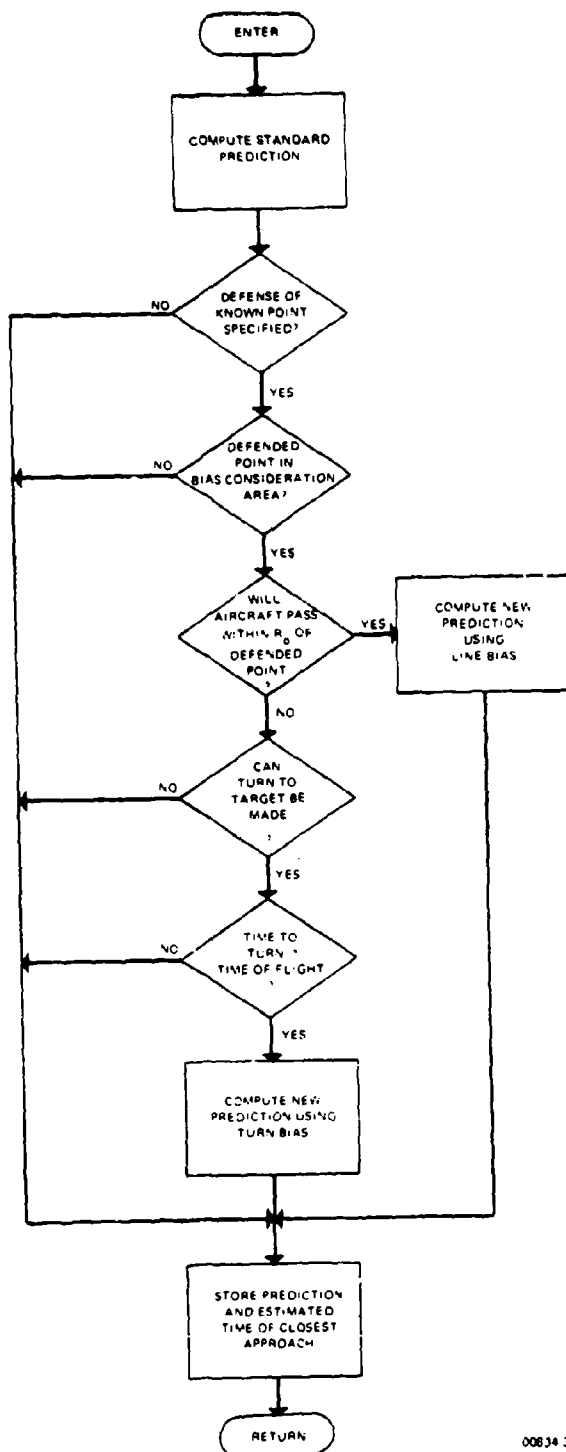 ENTER
COMPUTE STANDARD
PREDICTION
DEFENSE OF
KNOWN POINT
SPECIFIED?
NO
YES
DEFENDED
POINT IN
BIAS CONSIDERATION
AREA?
NO
YES
WILL
AIRCRAFT PASS
WITHIN R₀ OF
DEFENDED
POINT
?
YES
COMPUTE NEW
PREDICTION
USING
LINE BIAS
NO
CAN
TURN TO
TARGET BE
MADE
?
NO
YES
TIME TO
TURN
TIME OF FLIGHT
?
NO
YES
COMPUTE NEW
PREDICTION USING
TURN BIAS
STORE PREDICTION
AND ESTIMATED
TIME OF CLOSEST
APPROACH
RETURN
00834